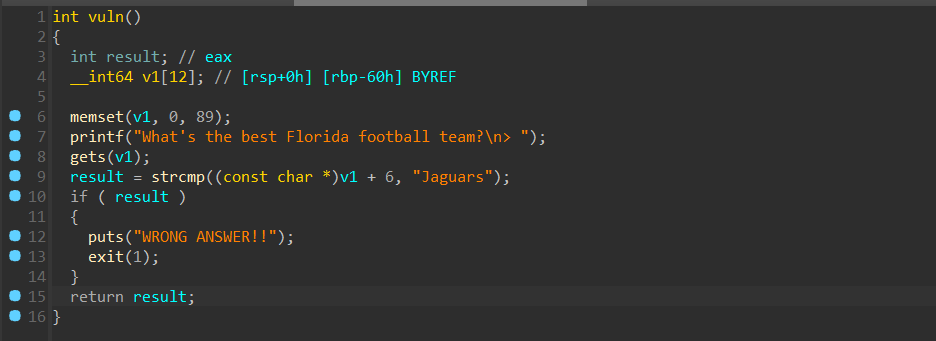 1 int vuln()
2 {
3 int result; // eax
4 __int64 v1[12]; // [rsp+0h] [rbp-60h] BYREF
5
6 memset(v1, 0, 89);
7 printf("What's the best Florida football team?\n> ");
8 gets(v1);
9 result = strcmp((const char *)v1 + 6, "Jaguars");
10 if ( result )
11 {
12 puts("WRONG ANSWER!!");
13 exit(1);
14 }
15 return result;
16 }